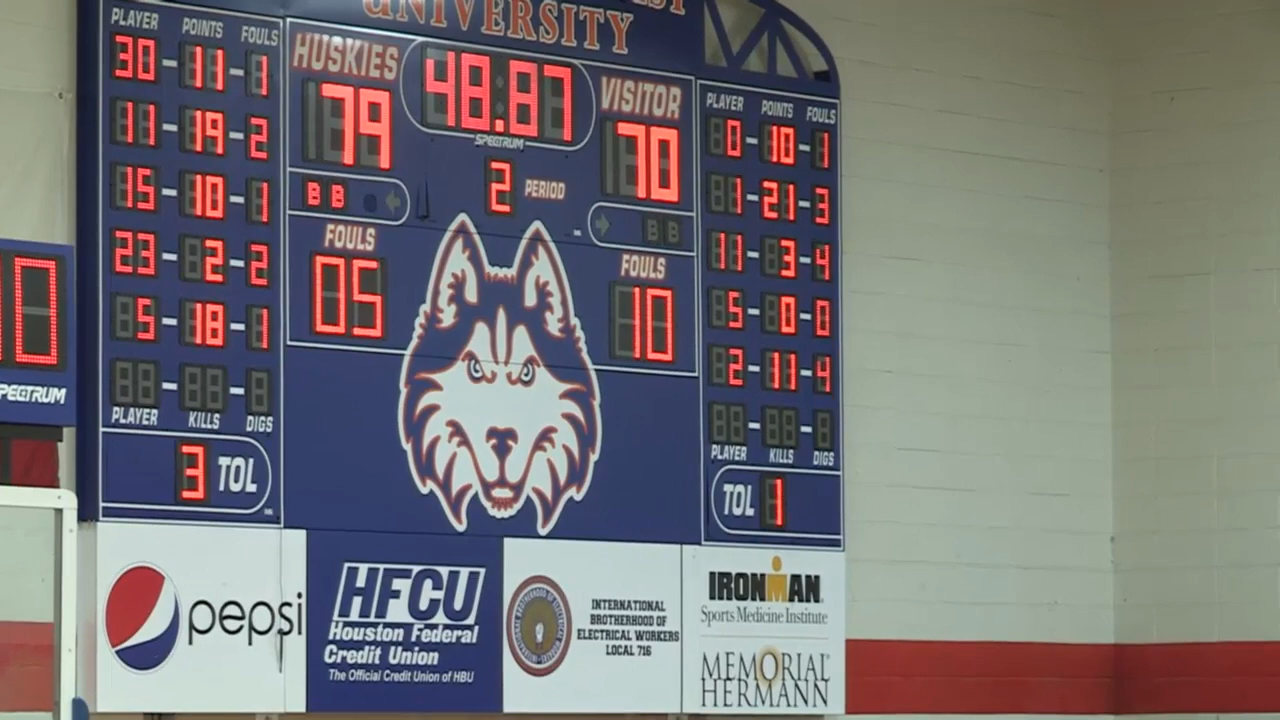 UNIVERSITY
PLAYER POINTS FOULS
30-11-1
11-19-2
15-10-1
23-2-2
5-18-1
PLAYER KILLS DIGS
3 TOL
HUSKIES
79
48.87
SPECTRUM
VISITOR
70
B B
2 PERIOD
B B
FOULS
05
FOULS
10
PLAYER POINTS FOULS
0-10-1
1-21-3
11-3-4
5-0-0
2-11-4
PLAYER KILLS DIGS
TOL 1
0
SPECTRUM
pepsi
HFCU
Houston Federal
Credit Union
The Official Credit Union of HBU
INTERNATIONAL
BROTHERHOOD OF
ELECTRICAL WORKERS
LOCAL 716
IRONMAN
Sports Medicine Institute
MEMORIAL
HERMANN